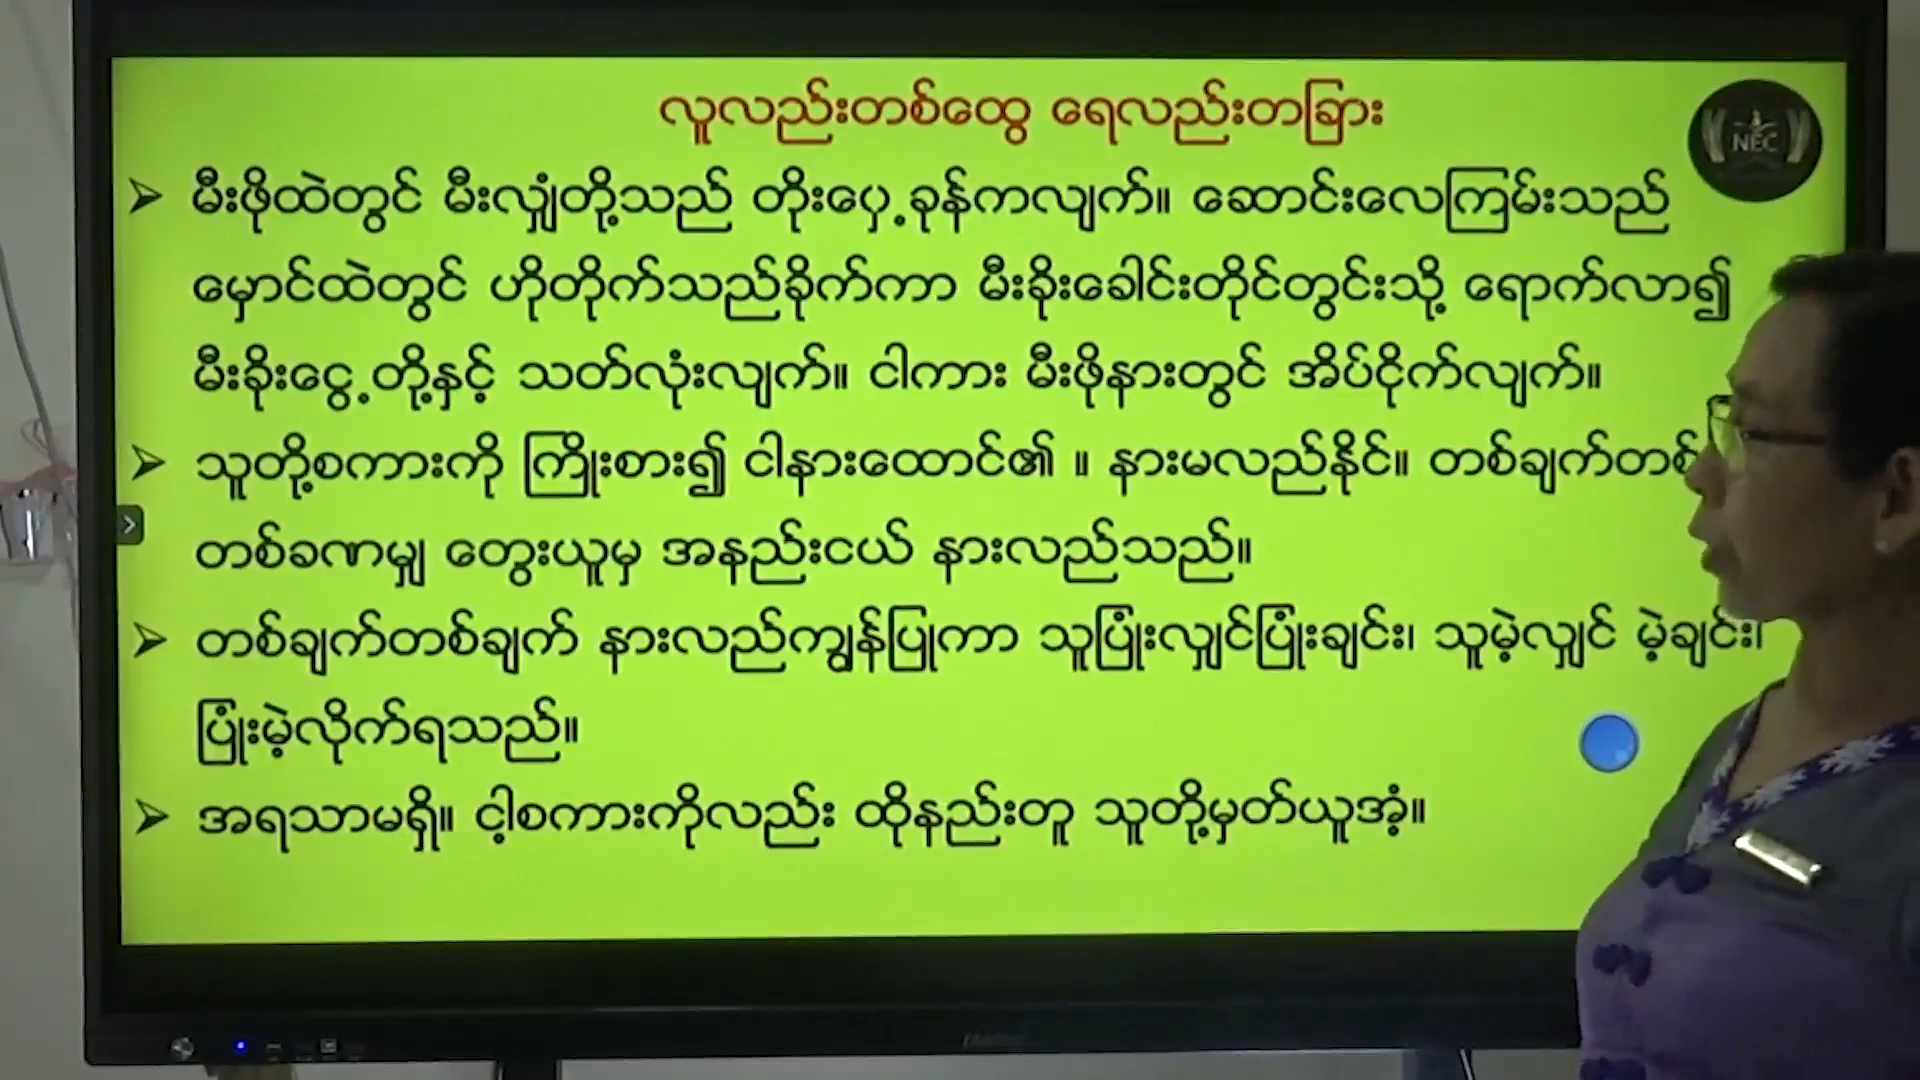 လူလည်းတစ်ထွေ ရေလည်းတခြား
NEC
➢ မီးဖိုထဲတွင် မီးလျှံတို့သည် တိုးပှေ့ခုန်ကလျက်။ ဆောင်းလေကြမ်းသည်
မှောင်ထဲတွင် ဟိုတိုက်သည်ခိုက်ကာ မီးခိုးခေါင်းတိုင်တွင်းသို့ ရောက်လာ၍
မီးခိုးငွေ့တို့နှင့် သတ်လုံးလျက်။ ငါကား မီးဖိုနားတွင် အိပ်ငိုက်လျက်။
➢ သူတို့စကားကို ကြိုးစား၍ ငါနားထောင်၏ ။ နားမလည်နိုင်။ တစ်ချက်တစ်
တစ်ခဏမျှ တွေးယူမှ အနည်းငယ် နားလည်သည်။
➢ တစ်ချက်တစ်ချက် နားလည်ကျွန်ပြုကာ သူပြုံးလျှင်ပြုံးချင်း၊ သူမဲ့လျှင် မဲ့ချင်း၊
ပြုံးမဲ့လိုက်ရသည်။
➢ အရသာမရှိ။ ငါ့စကားကိုလည်း ထိုနည်းတူ သူတို့မှတ်ယူအံ့။